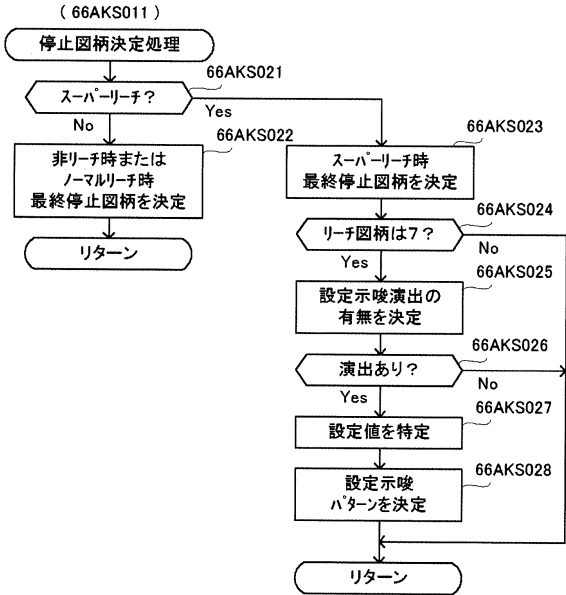 (66AKS011)
停止図柄決定処理
66AKS021
スーパーリーチ?
Yes
No
66AKS022
非リーチ時または
ノーマルリーチ時
最終停止図柄を決定
リターン
66AKS023
スーパーリーチ時
最終停止図柄を決定
66AKS024
リーチ図柄は7?
No
Yes
66AKS025
設定示唆演出の
有無を決定
66AKS026
演出あり?
No
Yes
66AKS027
設定値を特定
66AKS028
設定示唆
パターンを決定
リターン